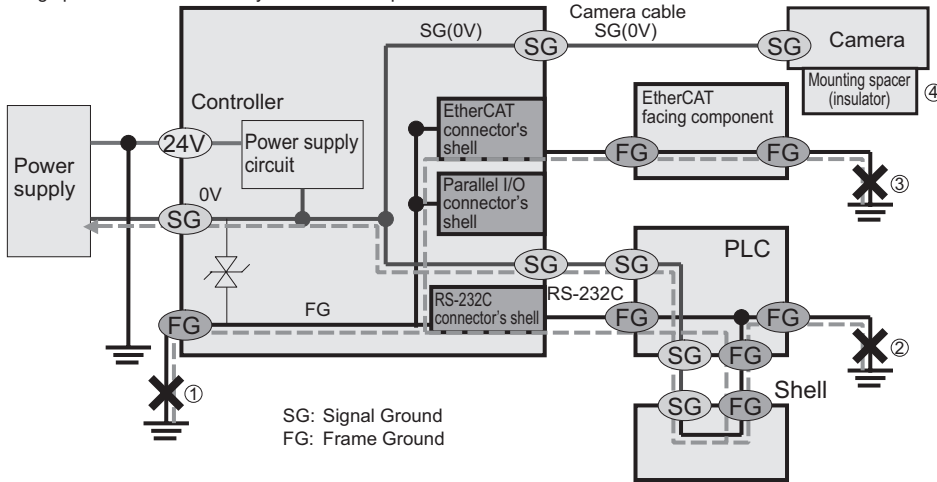 Camera cable
SG(0V)
SG(0V)
SG
SG
Camera
Mounting spacer
(insulator)
④
Controller
EtherCAT
connector's
shell
EtherCAT
facing component
24V
Power supply
circuit
Power
supply
FG
FG
③
0V
Parallel I/O
connector's
shell
SG
PLC
SG
SG
RS-232C
FG
RS-232C
connector's shell
FG
FG
FG
②
SG
FG
①
Shell
SG
FG
SG: Signal Ground
FG: Frame Ground